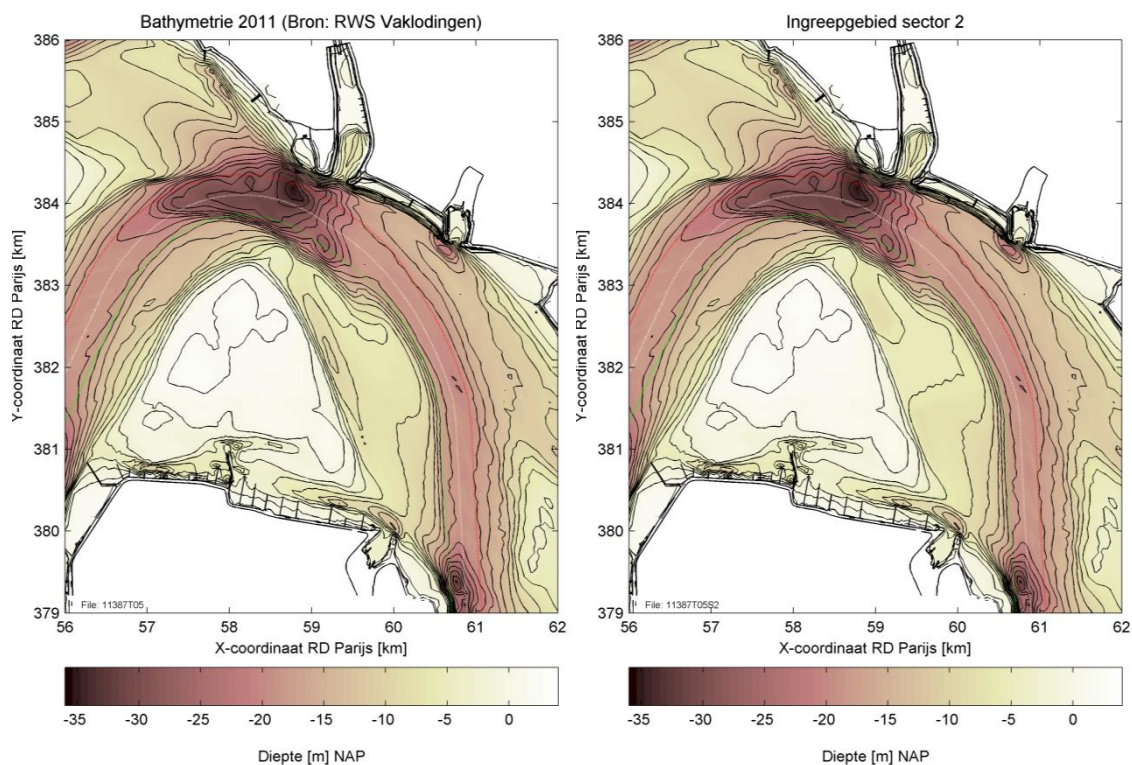 Bathymetrie 2011 (Bron: RWS Vaklodingen)
386
385
384
383
382
381
380
379
Y-coordinaat RD Parijs [km]
File: 11387T05
56 57 58 59 60 61 62
X-coordinaat RD Parijs [km]
-35 -30 -25 -20 -15 -10 -5 0
Diepte [m] NAP
Ingreepgebied sector 2
386
385
384
383
382
381
380
379
Y-coordinaat RD Parijs [km]
File: 11387T05S2
56 57 58 59 60 61 62
X-coordinaat RD Parijs [km]
-35 -30 -25 -20 -15 -10 -5 0
Diepte [m] NAP